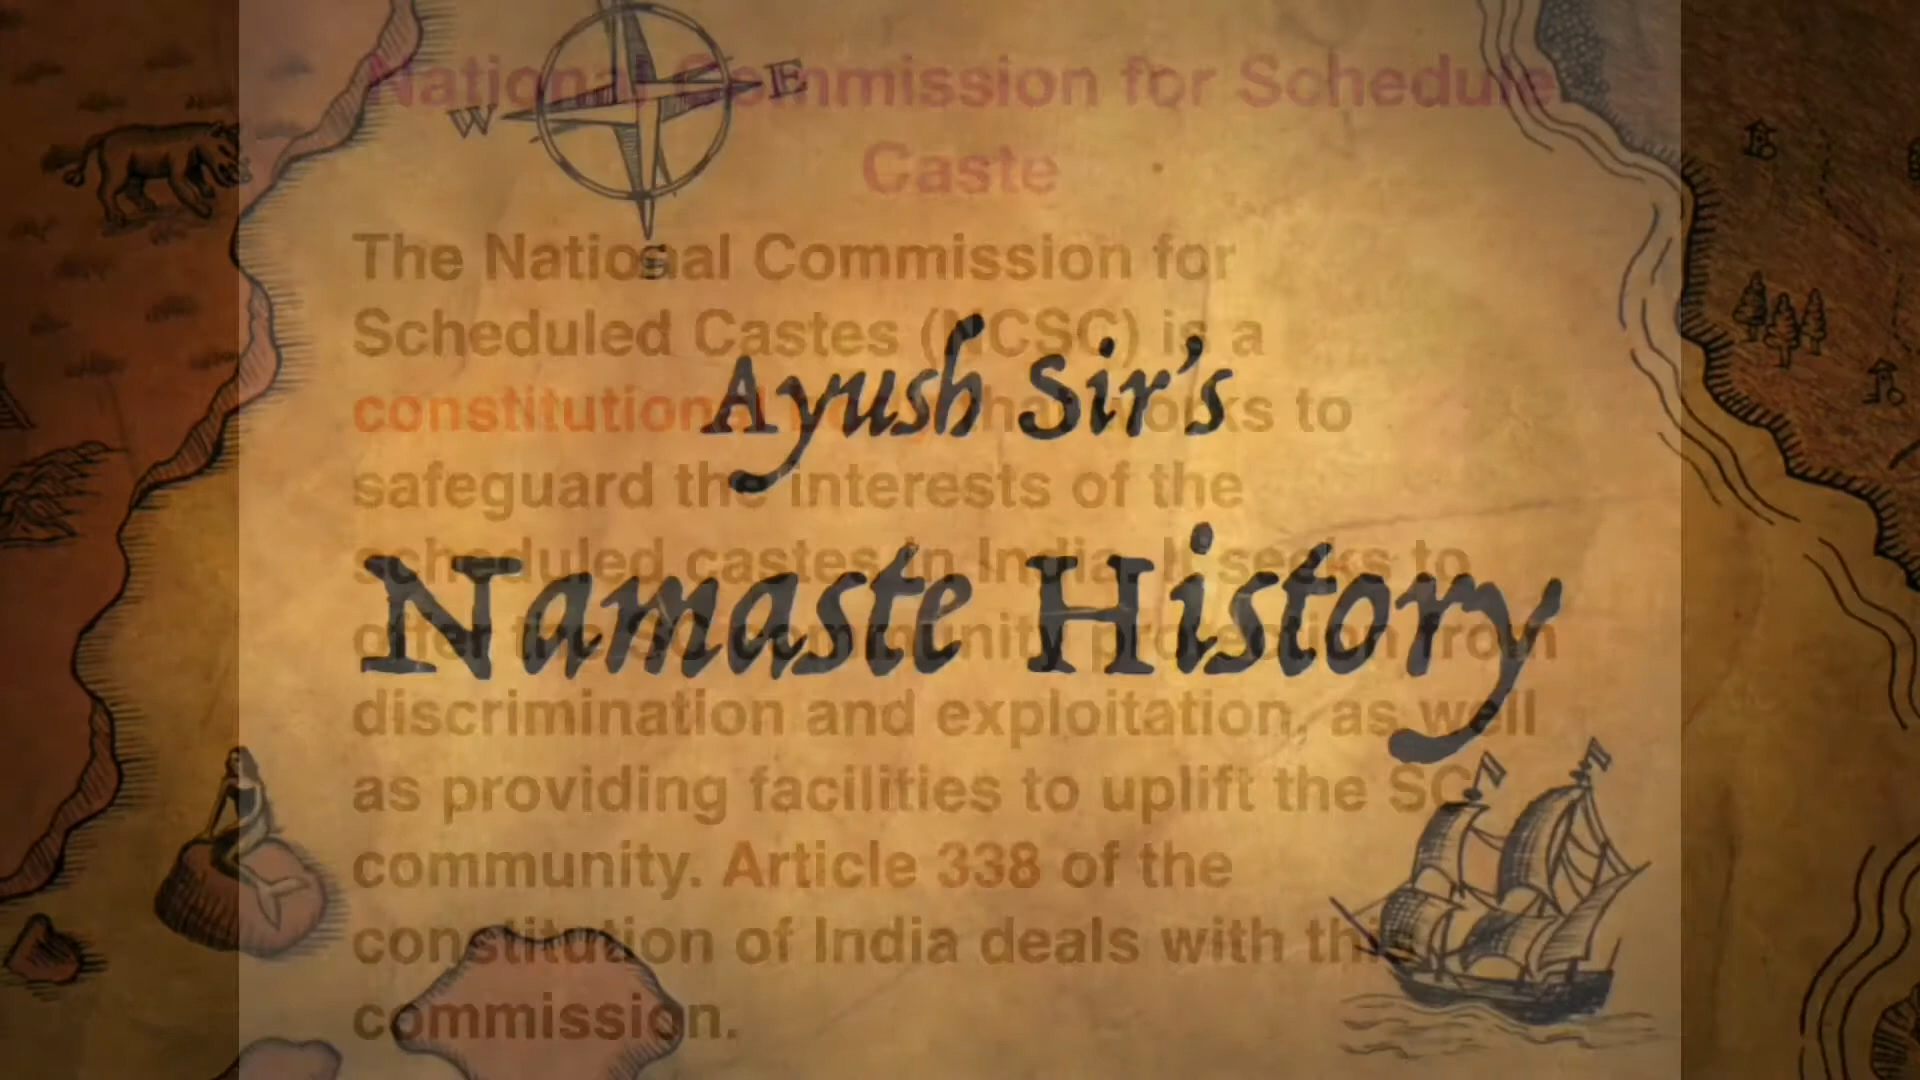 National Commission for Schedule
Caste
W
E
S
The National Commission for
Scheduled Castes (NCSC) is a
constitutional body that works to
safeguard the interests of the
scheduled castes in India. It seeks to
offer the SC community protection from
discrimination and exploitation, as well
as providing facilities to uplift the SC
community. Article 338 of the
constitution of India deals with this
commission.
Ayush Sir's
Namaste History